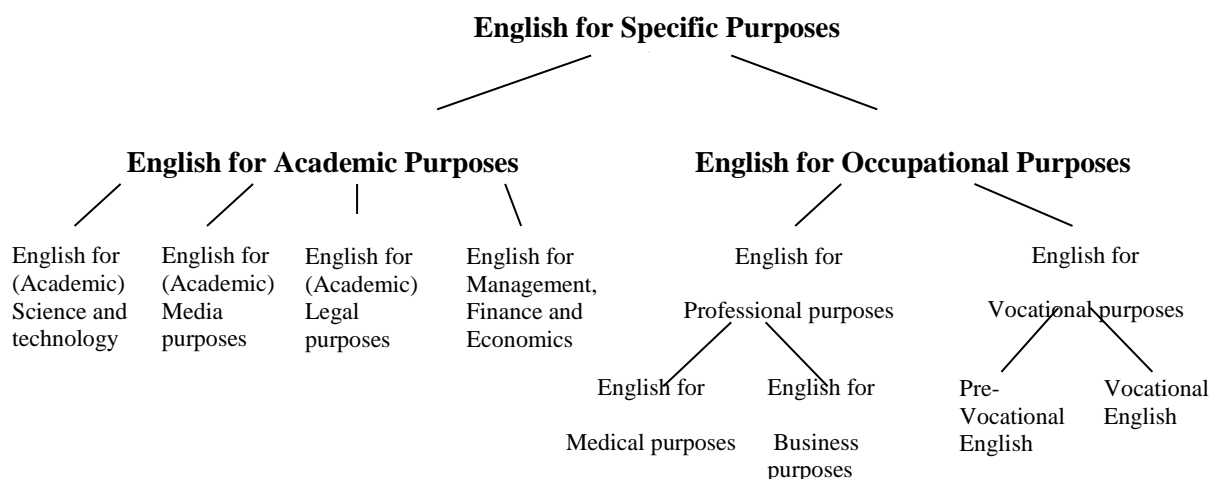 English for Specific Purposes
English for Academic Purposes
English for Occupational Purposes
English for
(Academic)
Science and
technology
English for
(Academic)
Media
purposes
English for
(Academic)
Legal
purposes
English for
Management,
Finance and
Economics
English for
Professional purposes
English for
Vocational purposes
English for
Medical purposes
English for
Business
purposes
Pre-
Vocational
English
Vocational
English